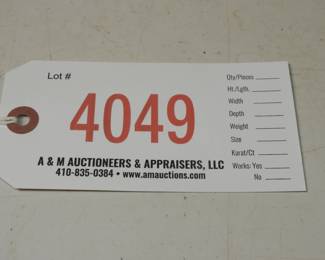 Lot #
4049
A & M AUCTIONEERS & APPRAISERS, LLC
410-835-0384 • www.amauctions.com
Qty/Pieces
Ht./Lgth.
Width
Depth
Weight
Size
Karat/Ct
Works: Yes
No